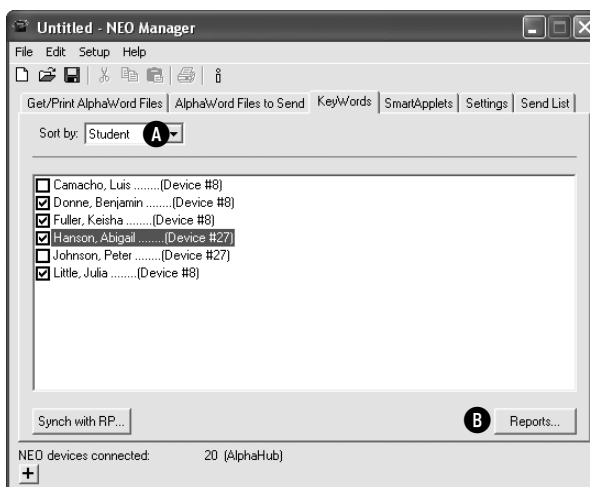 Untitled - NEO Manager
File Edit Setup Help
Get/Print AlphaWord Files AlphaWord Files to Send KeyWords SmartApplets Settings Send List
Sort by: Student A
Camacho, Luis ........(Device #8)
Donne, Benjamin ........(Device #8)
Fuller, Keisha ........(Device #8)
Hanson, Abigail ........(Device #27)
Johnson, Peter ........(Device #27)
Little, Julia ........(Device #8)
Synch with RP... B Reports...
NEO devices connected: 20 (AlphaHub)